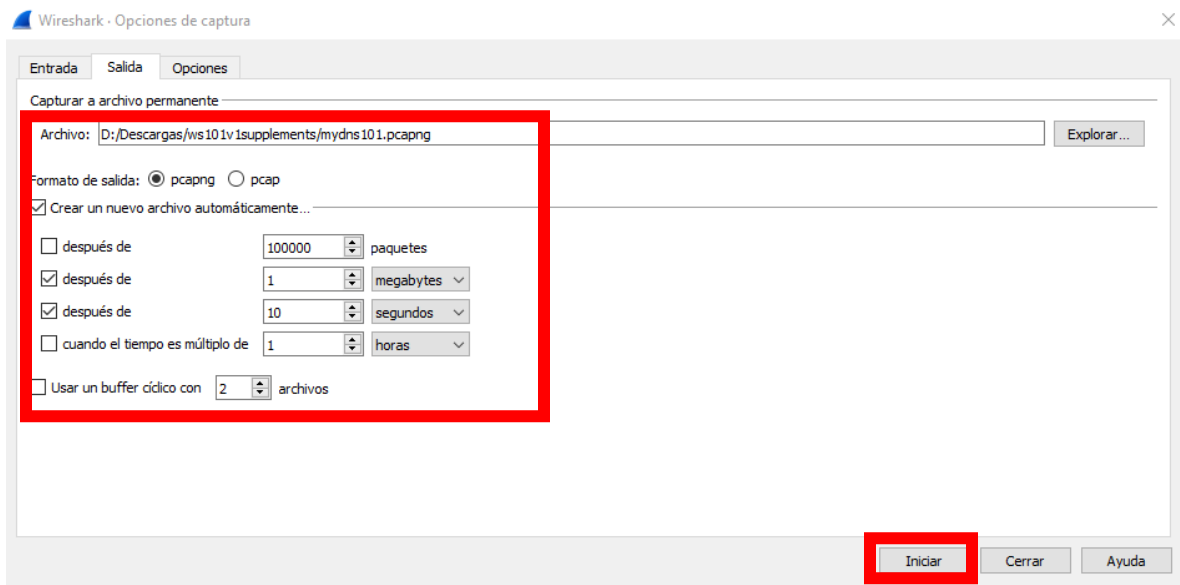 Wireshark · Opciones de captura
Entrada Salida Opciones
Capturar a archivo permanente
Archivo: D:/Descargas/ws101v1supplements/mydns101.pcapng Explorar...
Formato de salida: pcapng pcap
Crear un nuevo archivo automáticamente...
después de 100000 paquetes
después de 1 megabytes
después de 10 segundos
cuando el tiempo es múltiplo de 1 horas
Usar un buffer cíclico con 2 archivos
Iniciar Cerrar Ayuda